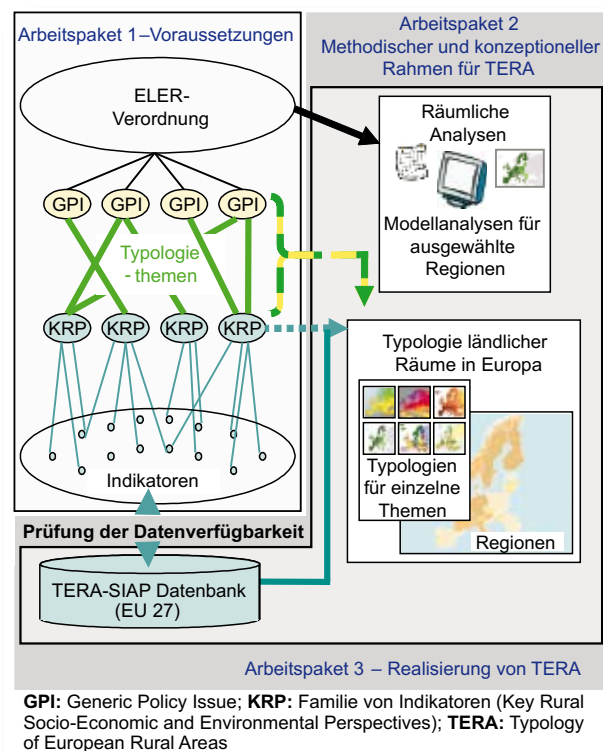 Arbeitspaket 1–Voraussetzungen
Arbeitspaket 2
Methodischer und konzeptioneller
Rahmen für TERA
ELER-
Verordnung
GPI GPI GPI GPI
Typologie
- themen
KRP KRP KRP KRP
Indikatoren
Räumliche
Analysen
Modellanalysen für
ausgewählte
Regionen
Typologie ländlicher
Räume in Europa
Typologien
für einzelne
Themen
Regionen
Prüfung der Datenverfügbarkeit
TERA-SIAP Datenbank
(EU 27)
Arbeitspaket 3 – Realisierung von TERA
GPI: Generic Policy Issue; KRP: Familie von Indikatoren (Key Rural
Socio-Economic and Environmental Perspectives); TERA: Typology
of European Rural Areas